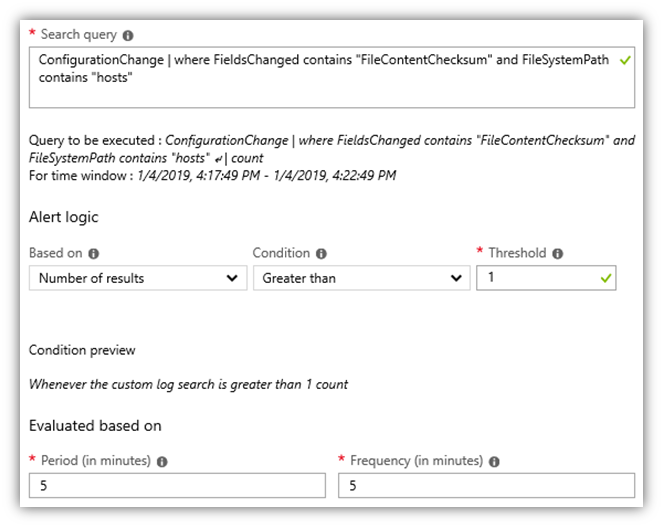 * Search query
ConfigurationChange | where FieldsChanged contains "FileContentChecksum" and FileSystemPath
contains "hosts"
Query to be executed : ConfigurationChange | where FieldsChanged contains "FileContentChecksum" and
FileSystemPath contains "hosts" ↲ | count
For time window : 1/4/2019, 4:17:49 PM - 1/4/2019, 4:22:49 PM
Alert logic
Based on Condition * Threshold
Number of results Greater than 1
Condition preview
Whenever the custom log search is greater than 1 count
Evaluated based on
* Period (in minutes) * Frequency (in minutes)
5 5